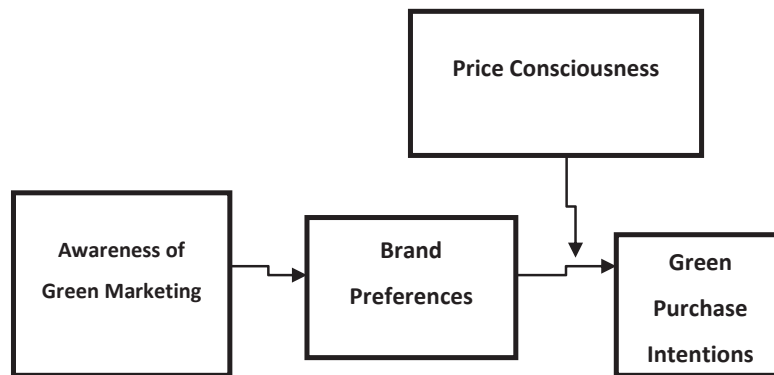 Price Consciousness
Awareness of
Green Marketing
Brand
Preferences
Green
Purchase
Intentions